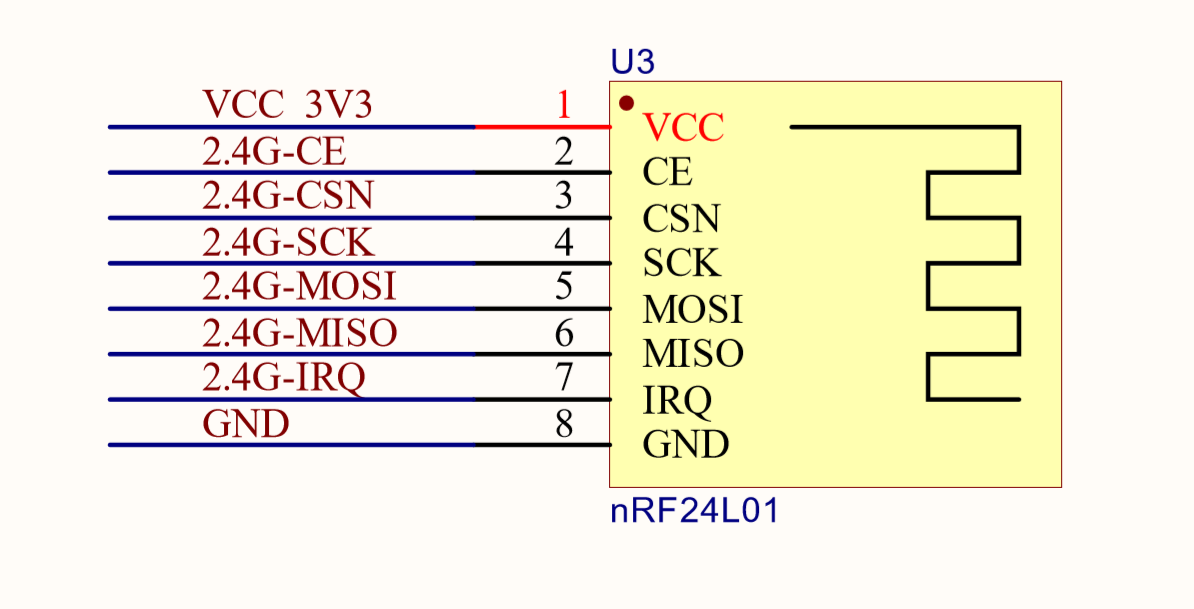 U3
VCC 3V3 1 VCC
2.4G-CE 2 CE
2.4G-CSN 3 CSN
2.4G-SCK 4 SCK
2.4G-MOSI 5 MOSI
2.4G-MISO 6 MISO
2.4G-IRQ 7 IRQ
GND 8 GND
nRF24L01